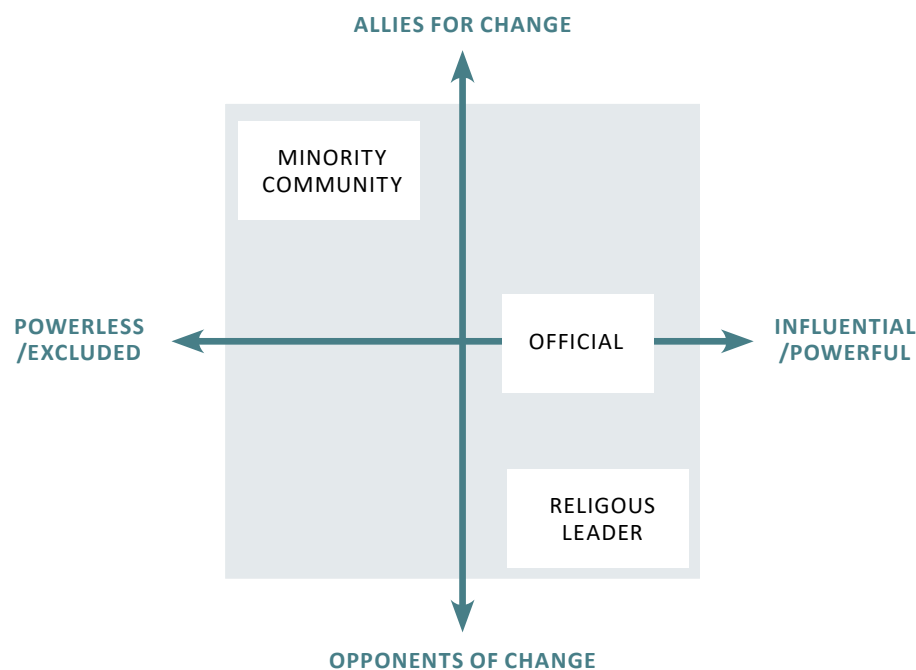 ALLIES FOR CHANGE
MINORITY
COMMUNITY
POWERLESS
/EXCLUDED
OFFICIAL
INFLUENTIAL
/POWERFUL
RELIGOUS
LEADER
OPPONENTS OF CHANGE